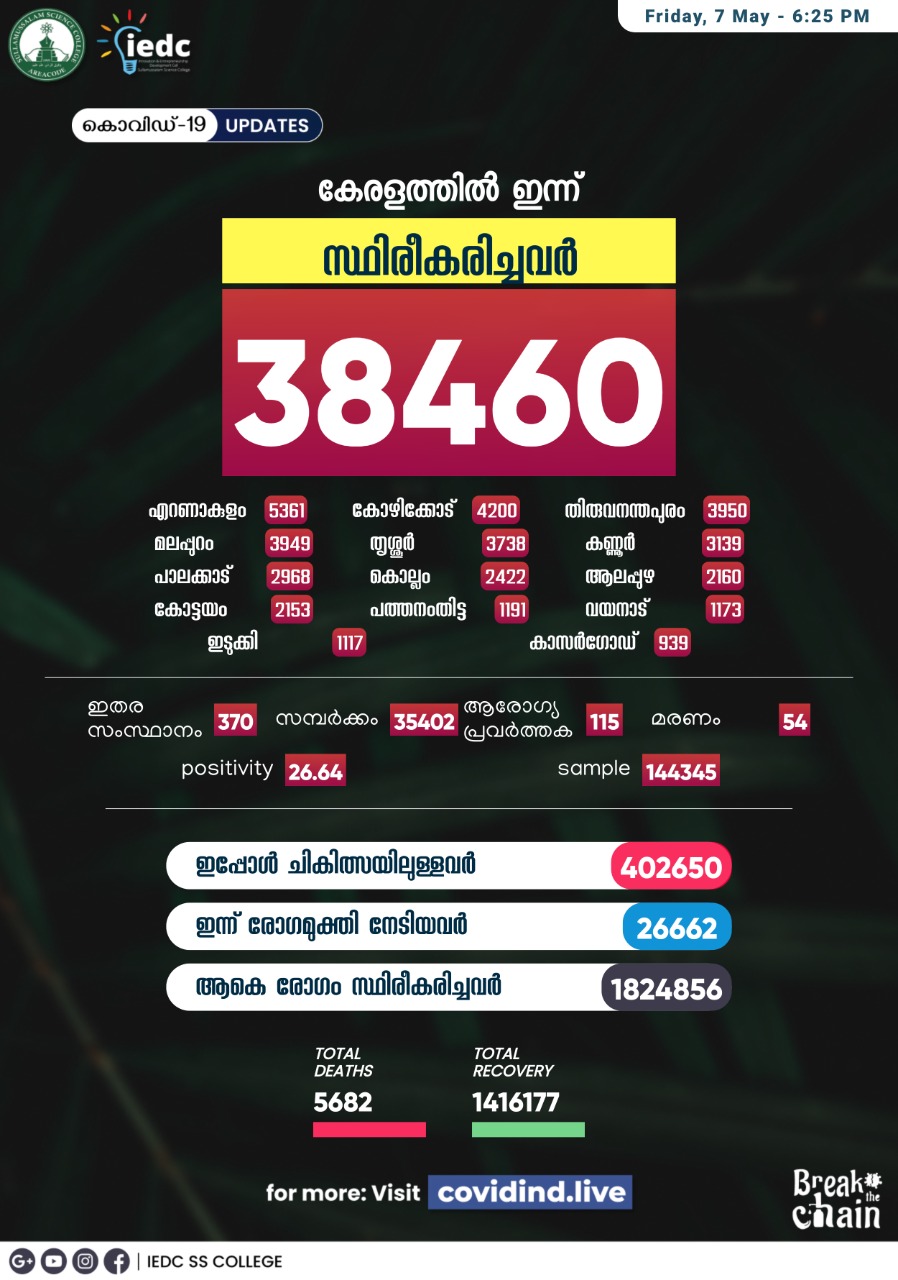 Friday, 7 May - 6:25 PM
SULLAMUSSALAM SCIENCE COLLEGE
AREACODE
iedc
കൊവിഡ്-19 UPDATES
കേരളത്തിൽ ഇന്ന്
സ്ഥിരീകരിച്ചവർ
38460
എറണാകുളം 5361 കോഴിക്കോട് 4200 തിരുവനന്തപുരം 3950
മലപ്പുറം 3949 തൃശ്ശൂർ 3738 കണ്ണൂർ 3139
പാലക്കാട് 2968 കൊല്ലം 2422 ആലപ്പുഴ 2160
കോട്ടയം 2153 പത്തനംതിട്ട 1191 വയനാട് 1173
ഇടുക്കി 1117 കാസർഗോഡ് 939
ഇതര
സംസ്ഥാനം 370 സമ്പർക്കം 35402 ആരോഗ്യ
പ്രവർത്തക 115 മരണം 54
positivity 26.64 sample 144345
ഇപ്പോൾ ചികിത്സയിലുള്ളവർ 402650
ഇന്ന് രോഗമുക്തി നേടിയവർ 26662
ആകെ രോഗം സ്ഥിരീകരിച്ചവർ 1824856
TOTAL
DEATHS
5682
TOTAL
RECOVERY
1416177
for more: Visit covidind.live
Break
the
chain
G+ f | IEDC SS COLLEGE